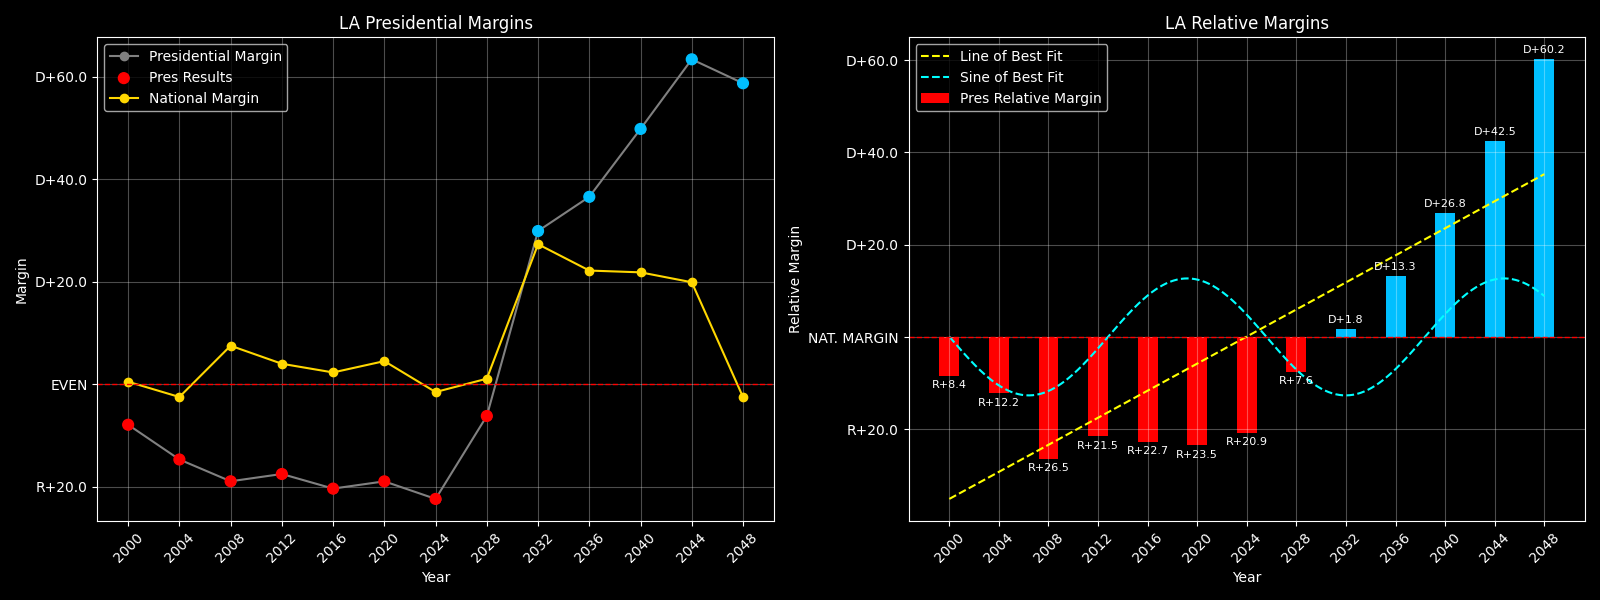 LA Presidential Margins
Presidential Margin
Pres Results
National Margin
Margin
D+60.0
D+40.0
D+20.0
EVEN
R+20.0
2000
2004
2008
2012
2016
2020
2024
2028
2032
2036
2040
2044
2048
Year
LA Relative Margins
Line of Best Fit
Sine of Best Fit
Pres Relative Margin
Relative Margin
D+60.0
D+40.0
D+20.0
NAT. MARGIN
R+20.0
R+8.4
R+12.2
R+26.5
R+21.5
R+22.7
R+23.5
R+20.9
R+7.6
D+1.8
D+13.3
D+26.8
D+42.5
D+60.2
2000
2004
2008
2012
2016
2020
2024
2028
2032
2036
2040
2044
2048
Year